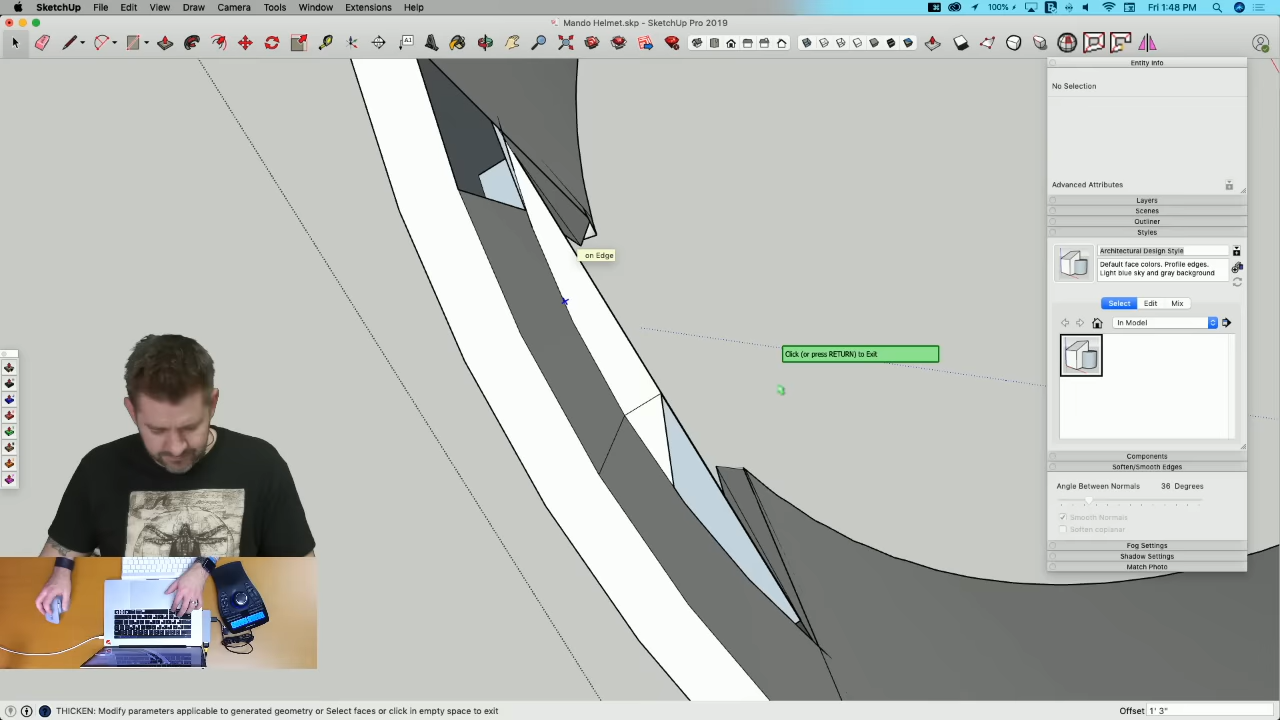 SketchUp File Edit View Draw Camera Tools Window Extensions Help
100% Fri 1:48 PM
Mando Helmet.skp - SketchUp Pro 2019
Entity Info
No Selection
Advanced Attributes
Layers
Scenes
Outliner
Styles
Architectural Design Style
Default face colors. Profile edges. Light blue sky and gray background
Select Edit Mix
In Model
Components
Soften/Smooth Edges
Angle Between Normals 36 Degrees
Smooth Normals
Soften coplanar
Fog Settings
Shadow Settings
Match Photo
on Edge
Click (or press RETURN) to Exit
THICKEN: Modify parameters applicable to generated geometry or Select faces or click in empty space to exit
Offset 1' 3"